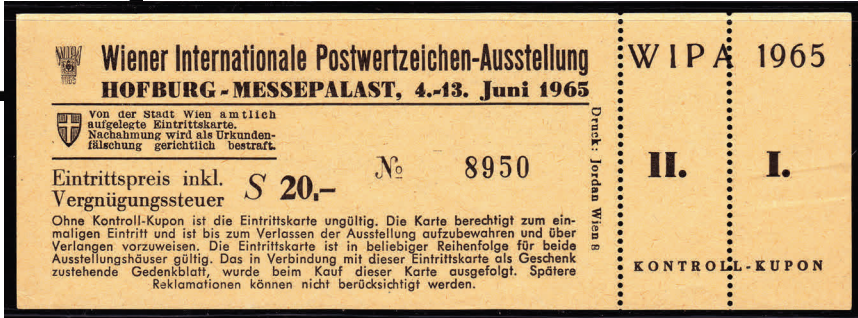 Wiener Internationale Postwertzeichen-Ausstellung
HOFBURG - MESSEPALAST, 4.-13. Juni 1965
Von der Stadt Wien amtlich
aufgelegte Eintrittskarte.
Nachahmung wird als Urkunden-
fälschung gerichtlich bestraft.
№ 8950
Eintrittspreis inkl.
Vergnügungssteuer S 20,–
Ohne Kontroll-Kupon ist die Eintrittskarte ungültig. Die Karte berechtigt zum ein-
maligen Eintritt und ist bis zum Verlassen der Ausstellung aufzubewahren und über
Verlangen vorzuweisen. Die Eintrittskarte ist in beliebiger Reihenfolge für beide
Ausstellungshäuser gültig. Das in Verbindung mit dieser Eintrittskarte als Geschenk
zustehende Gedenkblatt, wurde beim Kauf dieser Karte ausgefolgt. Spätere
Reklamationen können nicht berücksichtigt werden.
Druck: Jordan Wien 8
WIPA 1965
II. I.
KONTROLL-KUPON